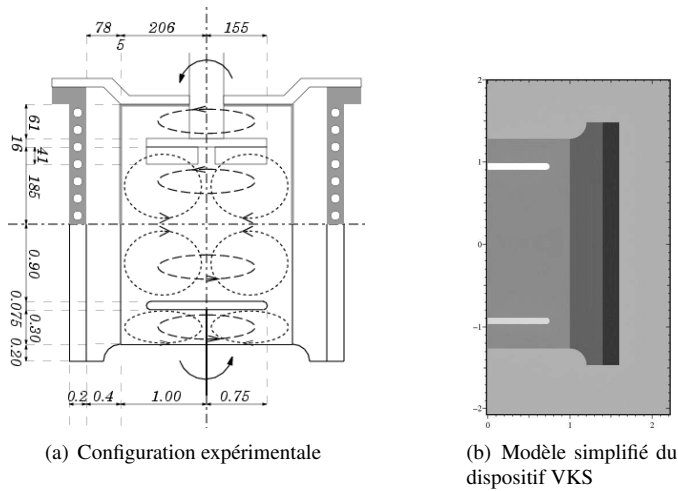 78 206 155
5
61
16
41
185
0.90
0.075
0.30
0.20
0.2 0.4 1.00 0.75
(a) Configuration expérimentale
2
1
0
−1
−2
0 1 2
(b) Modèle simplifié du
dispositif VKS